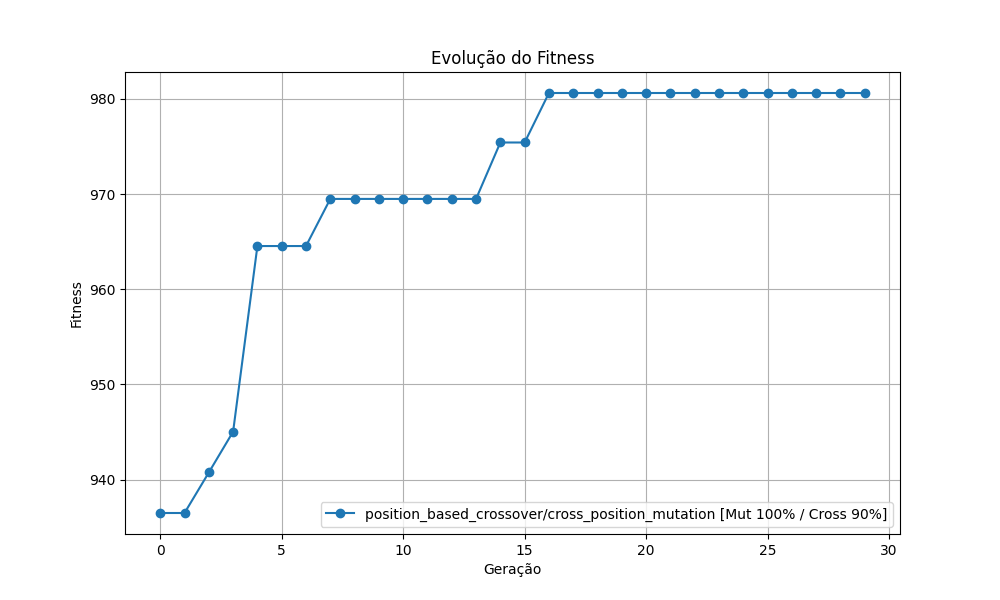 Evolução do Fitness
Fitness
980
970
960
950
940
position_based_crossover/cross_position_mutation [Mut 100% / Cross 90%]
0 5 10 15 20 25 30
Geração